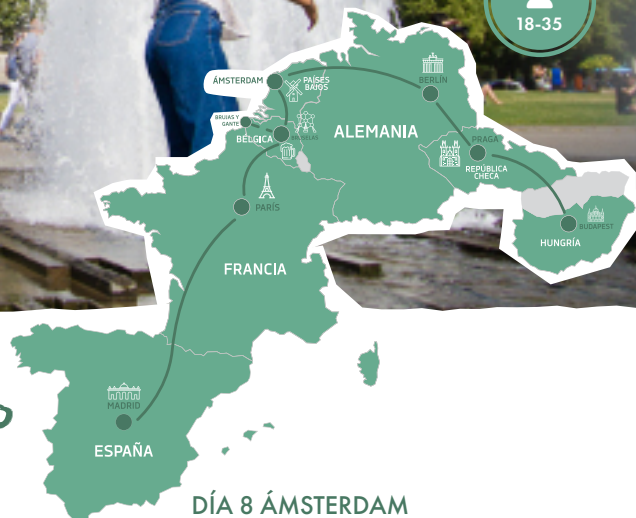 18-35
ÁMSTERDAM
PAÍSES
BAJOS
BERLÍN
BRUJAS Y
GANTE
BÉLGICA
BRUSELAS
ALEMANIA
PRAGA
REPÚBLICA
CHECA
PARÍS
BUDAPEST
HUNGRÍA
FRANCIA
MADRID
ESPAÑA
DÍA 8 ÁMSTERDAM